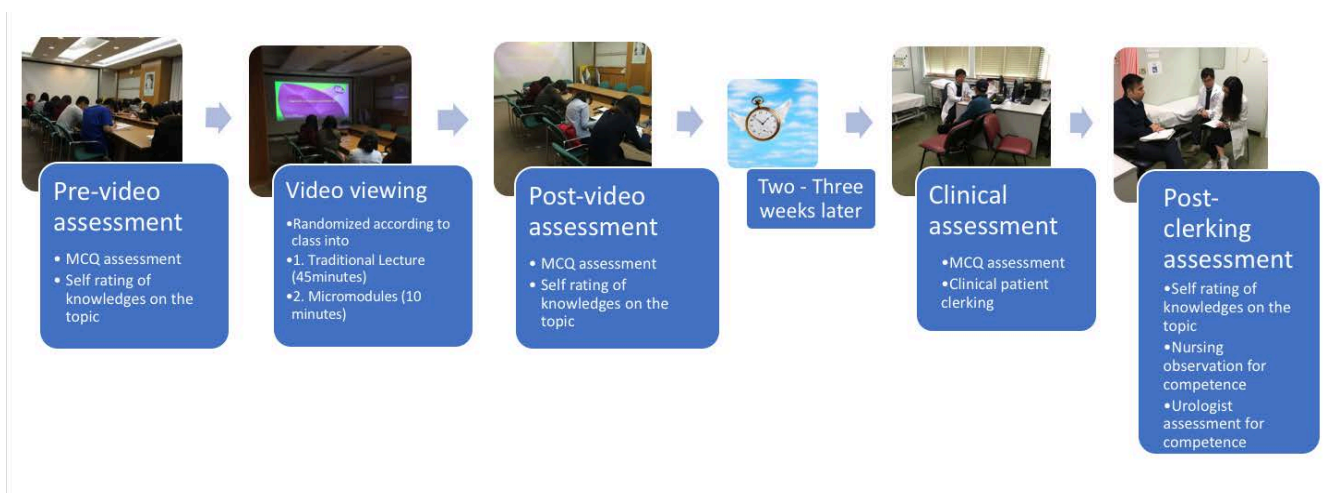 Pre-video
assessment
• MCQ assessment
• Self rating of
knowledges on the
topic
Video viewing
•Randomized according to
class into
•1. Traditional Lecture
(45minutes)
•2. Micromodules (10
minutes)
Post-video
assessment
• MCQ assessment
• Self rating of
knowledges on the
topic
Two - Three
weeks later
Clinical
assessment
•MCQ assessment
•Clinical patient
clerking
Post-
clerking
assessment
•Self rating of
knowledges on the
topic
•Nursing
observation for
competence
•Urologist
assessment for
competence